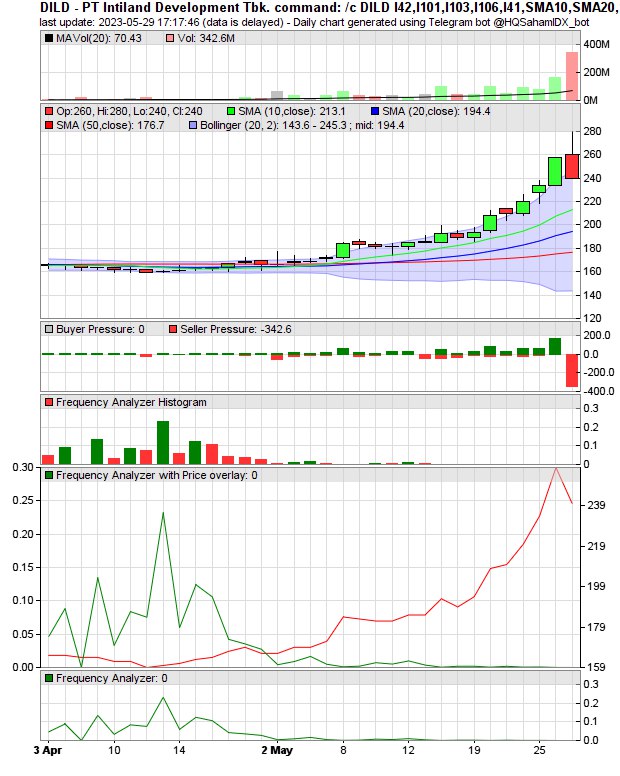 DILD - PT Intiland Development Tbk. command: /c DILD I42,I101,I103,I106,I41,SMA10,SMA20,
last update: 2023-05-29 17:17:46 (data is delayed) - Daily chart generated using Telegram bot @HQSahamIDX_bot
MAVol(20): 70.43 Vol: 342.6M
400M
200M
0M
Op:260, Hi:280, Lo:240, Cl:240 SMA (10,close): 213.1 SMA (20,close): 194.4
SMA (50,close): 176.7 Bollinger (20, 2): 143.6 - 245.3 ; mid: 194.4
280
260
240
220
200
180
160
140
120
Buyer Pressure: 0 Seller Pressure: -342.6
200.0
0.0
-200.0
-400.0
Frequency Analyzer Histogram
0.3
0.2
0.1
0
Frequency Analyzer with Price overlay: 0
0.30
0.25
0.20
0.15
0.10
0.05
0.00
239
219
199
179
159
Frequency Analyzer: 0
0.3
0.2
0.1
0
3 Apr 10 14 2 May 8 12 19 25